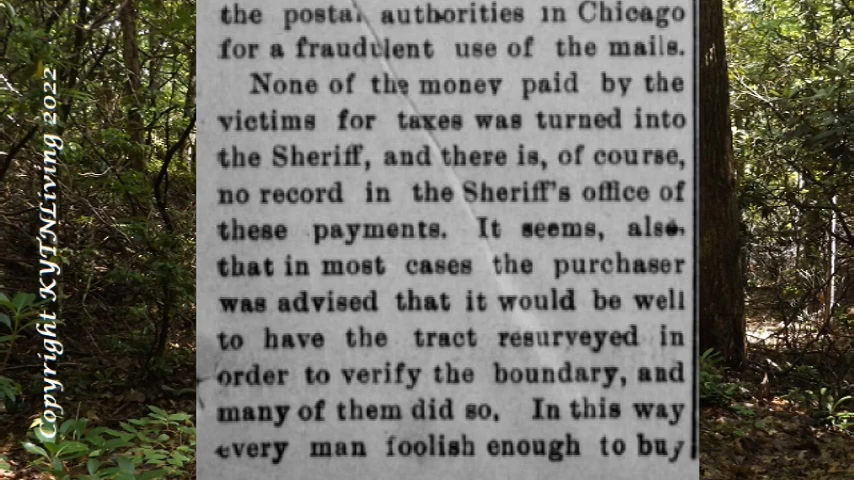 the postal authorities in Chicago
for a fraudulent use of the mails.
None of the money paid by the
victims for taxes was turned into
the Sheriff, and there is, of course,
no record in the Sheriff's office of
these payments. It seems, also,
that in most cases the purchaser
was advised that it would be well
to have the tract resurveyed in
order to verify the boundary, and
many of them did so. In this way
every man foolish enough to buy
Copyright KYTNLiving 2022